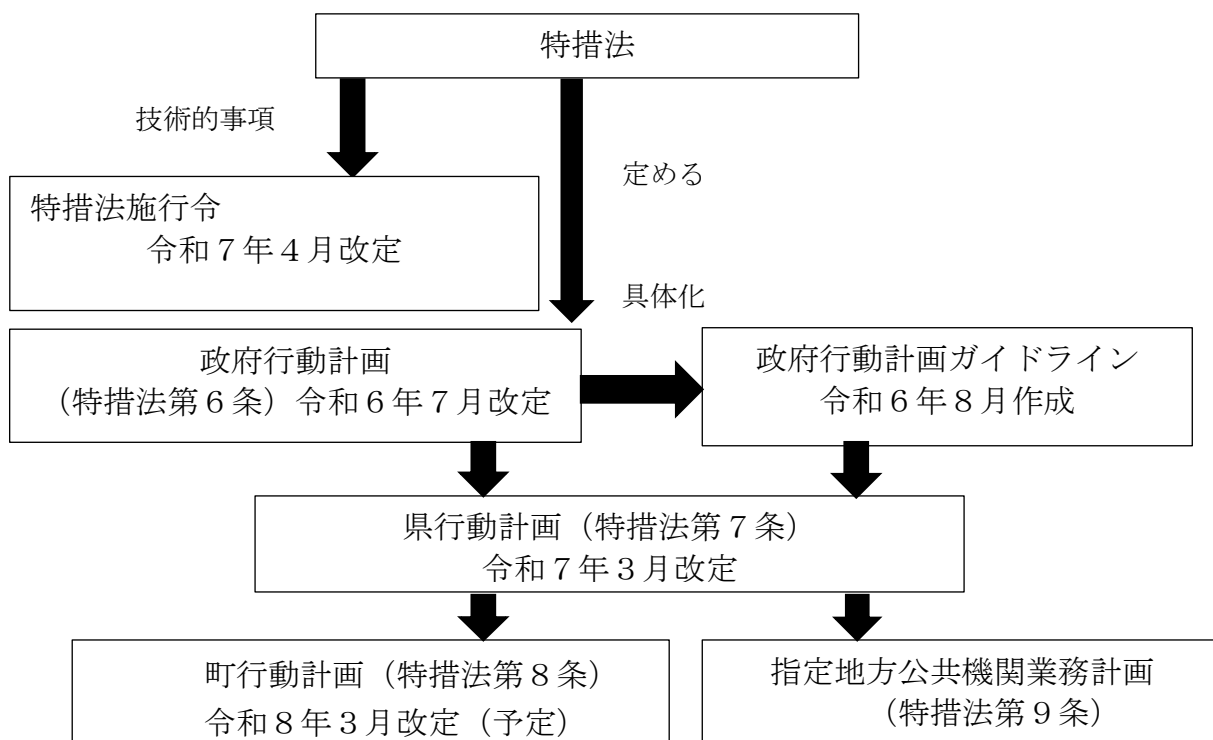 特措法
技術的事項
定める
特措法施行令
令和７年４月改定
具体化
政府行動計画
（特措法第６条）令和６年７月改定
政府行動計画ガイドライン
令和６年８月作成
県行動計画（特措法第７条）
令和７年３月改定
町行動計画（特措法第８条）
令和８年３月改定（予定）
指定地方公共機関業務計画
（特措法第９条）